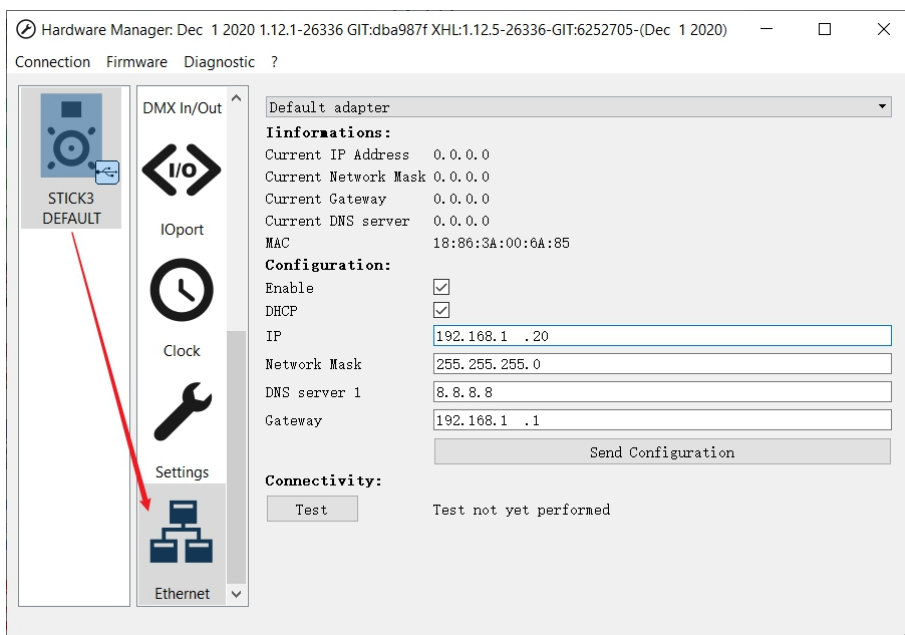 Hardware Manager: Dec 1 2020 1.12.1-26336 GIT:dba987f XHL:1.12.5-26336-GIT:6252705-(Dec 1 2020)
Connection Firmware Diagnostic ?
STICK3
DEFAULT
DMX In/Out
I/O
IOport
Clock
Settings
Ethernet
Default adapter
Iinformations:
Current IP Address 0.0.0.0
Current Network Mask 0.0.0.0
Current Gateway 0.0.0.0
Current DNS server 0.0.0.0
MAC 18:86:3A:00:6A:85
Configuration:
Enable
DHCP
IP 192.168.1 .20
Network Mask 255.255.255.0
DNS server 1 8.8.8.8
Gateway 192.168.1 .1
Send Configuration
Connectivity:
Test Test not yet performed